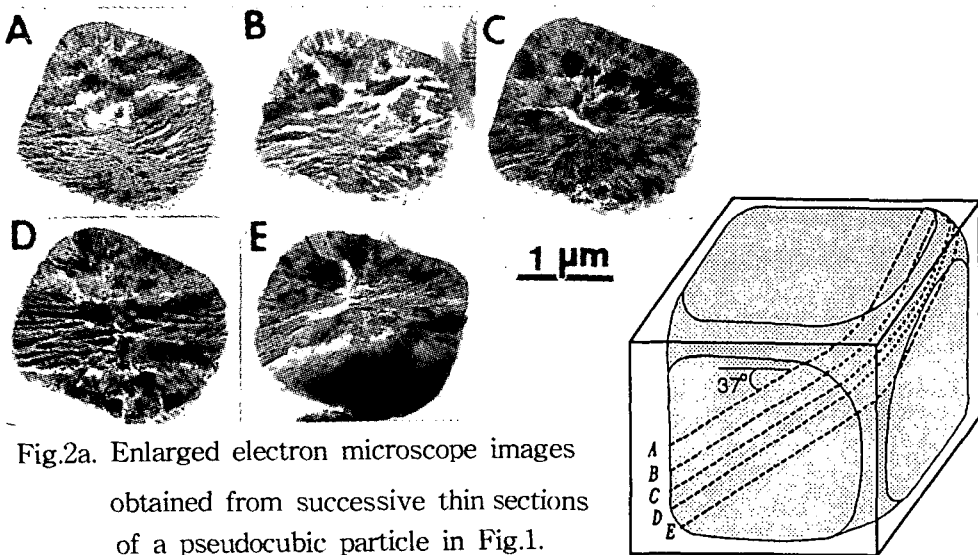 A
B
C
D
E
1 μm
37°
A
B
C
D
E
Fig.2a. Enlarged electron microscope images
obtained from successive thin sections
of a pseudocubic particle in Fig.1.